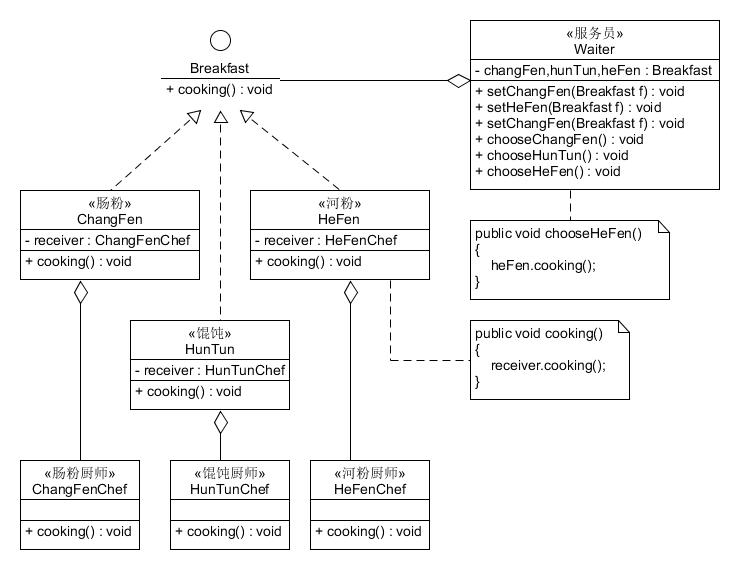 Breakfast
+ cooking() : void
«服务员»
Waiter
- changFen,hunTun,heFen : Breakfast
+ setChangFen(Breakfast f) : void
+ setHeFen(Breakfast f) : void
+ setChangFen(Breakfast f) : void
+ chooseChangFen() : void
+ chooseHunTun() : void
+ chooseHeFen() : void
«肠粉»
ChangFen
- receiver : ChangFenChef
+ cooking() : void
«河粉»
HeFen
- receiver : HeFenChef
+ cooking() : void
public void chooseHeFen()
{
heFen.cooking();
}
«馄饨»
HunTun
- receiver : HunTunChef
+ cooking() : void
public void cooking()
{
receiver.cooking();
}
«肠粉厨师»
ChangFenChef
+ cooking() : void
«馄饨厨师»
HunTunChef
+ cooking() : void
«河粉厨师»
HeFenChef
+ cooking() : void